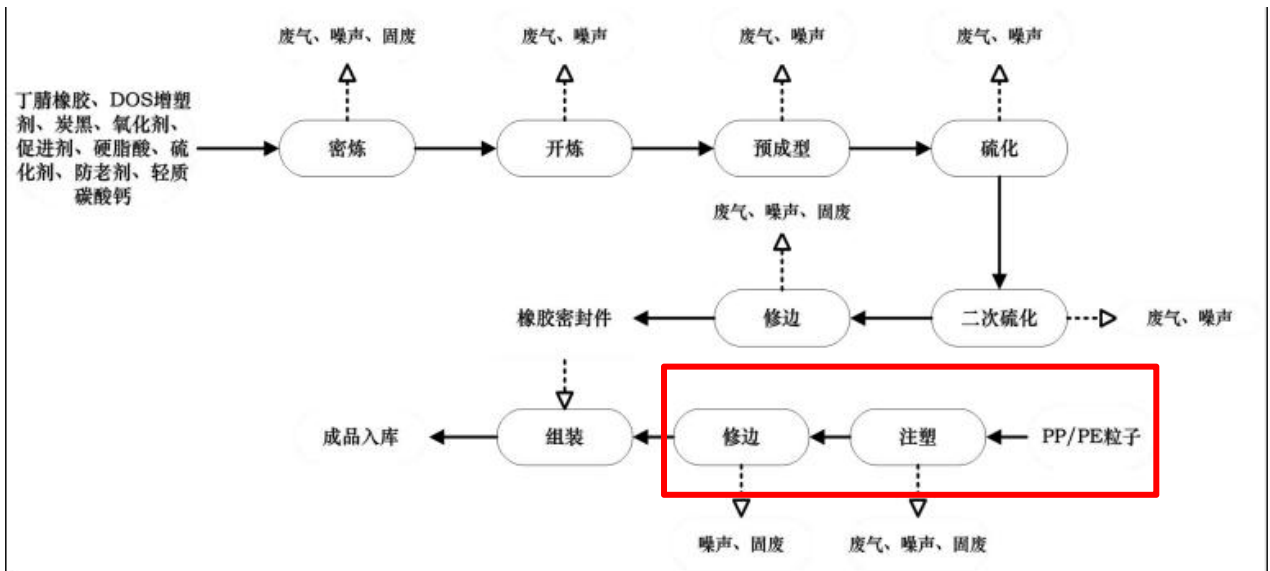 废气、噪声、固废
废气、噪声
废气、噪声
废气、噪声
丁腈橡胶、DOS增塑
剂、炭黑、氧化剂、
促进剂、硬脂酸、硫
化剂、防老剂、轻质
碳酸钙
密炼
开炼
预成型
硫化
废气、噪声、固废
橡胶密封件
修边
二次硫化
废气、噪声
成品入库
组装
修边
注塑
PP/PE粒子
噪声、固废
废气、噪声、固废